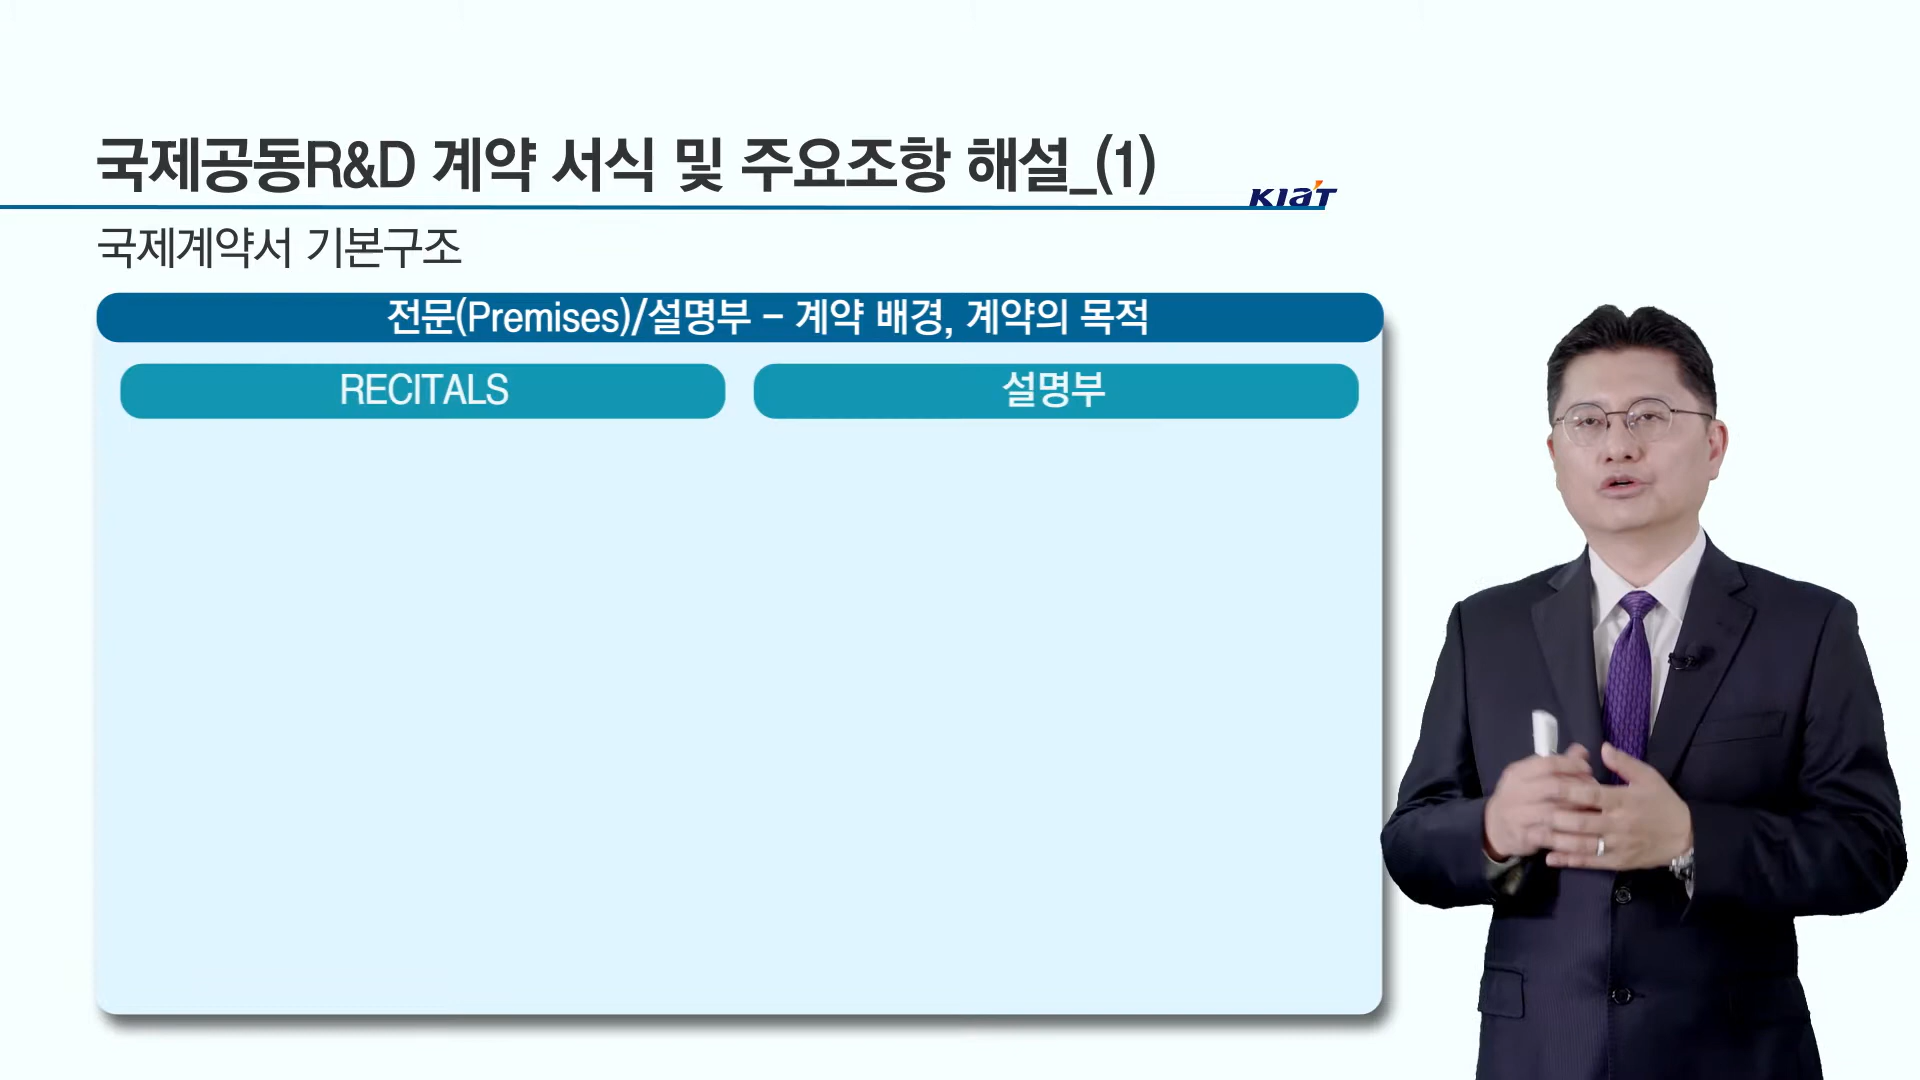 국제공동R&D 계약 서식 및 주요조항 해설_(1)
KIAT
국제계약서 기본구조
전문(Premises)/설명부 – 계약 배경, 계약의 목적
RECITALS
설명부